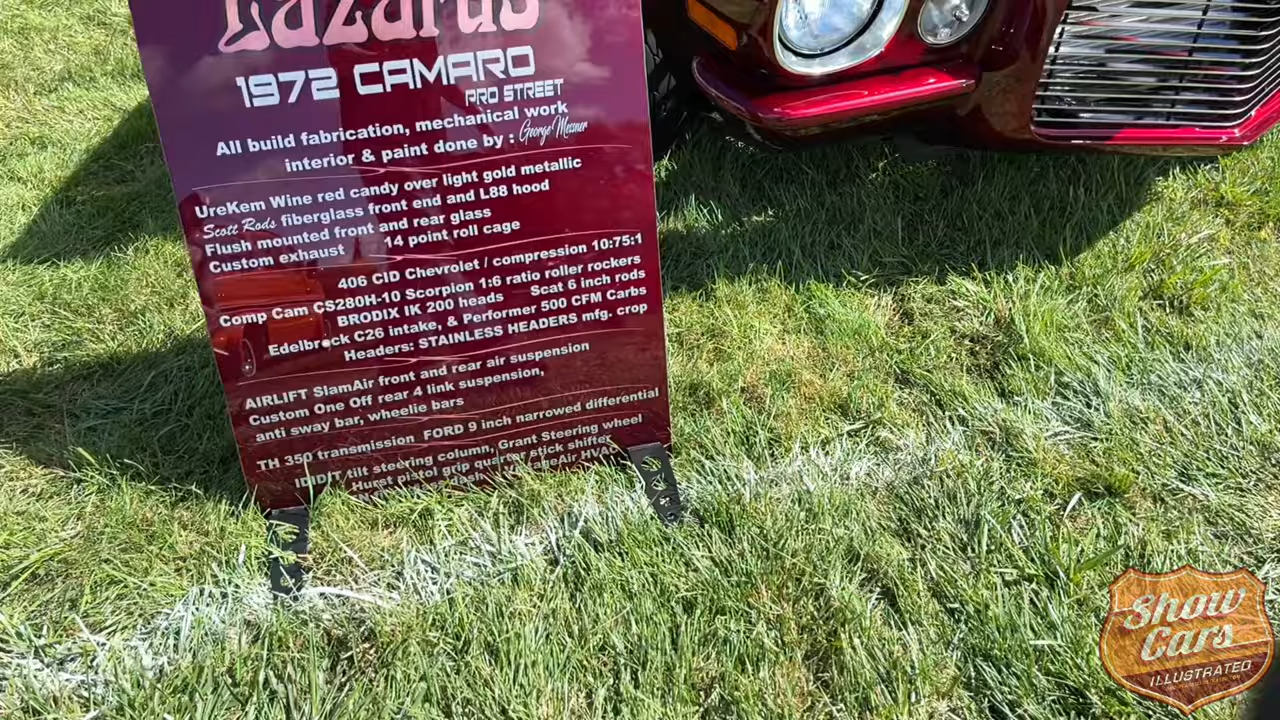 Lazarus
1972 CAMARO
PRO STREET
All build fabrication, mechanical work
interior & paint done by : George Messner
UreKem Wine red candy over light gold metallic
Scott Rods fiberglass front end and L88 hood
Flush mounted front and rear glass
Custom exhaust 14 point roll cage
406 CID Chevrolet / compression 10:75:1
Comp Cam CS280H-10 Scorpion 1:6 ratio roller rockers
BRODIX IK 200 heads Scat 6 inch rods
Edelbrock C26 intake, & Performer 500 CFM Carbs
Headers: STAINLESS HEADERS mfg. crop
AIRLIFT SlamAir front and rear air suspension
Custom One Off rear 4 link suspension,
anti sway bar, wheelie bars
TH 350 transmission FORD 9 inch narrowed differential
IDIDIT tilt steering column, Grant Steering wheel
Hurst pistol grip quarter stick shifter
dash VintageAir HVAC
Show
Cars
ILLUSTRATED